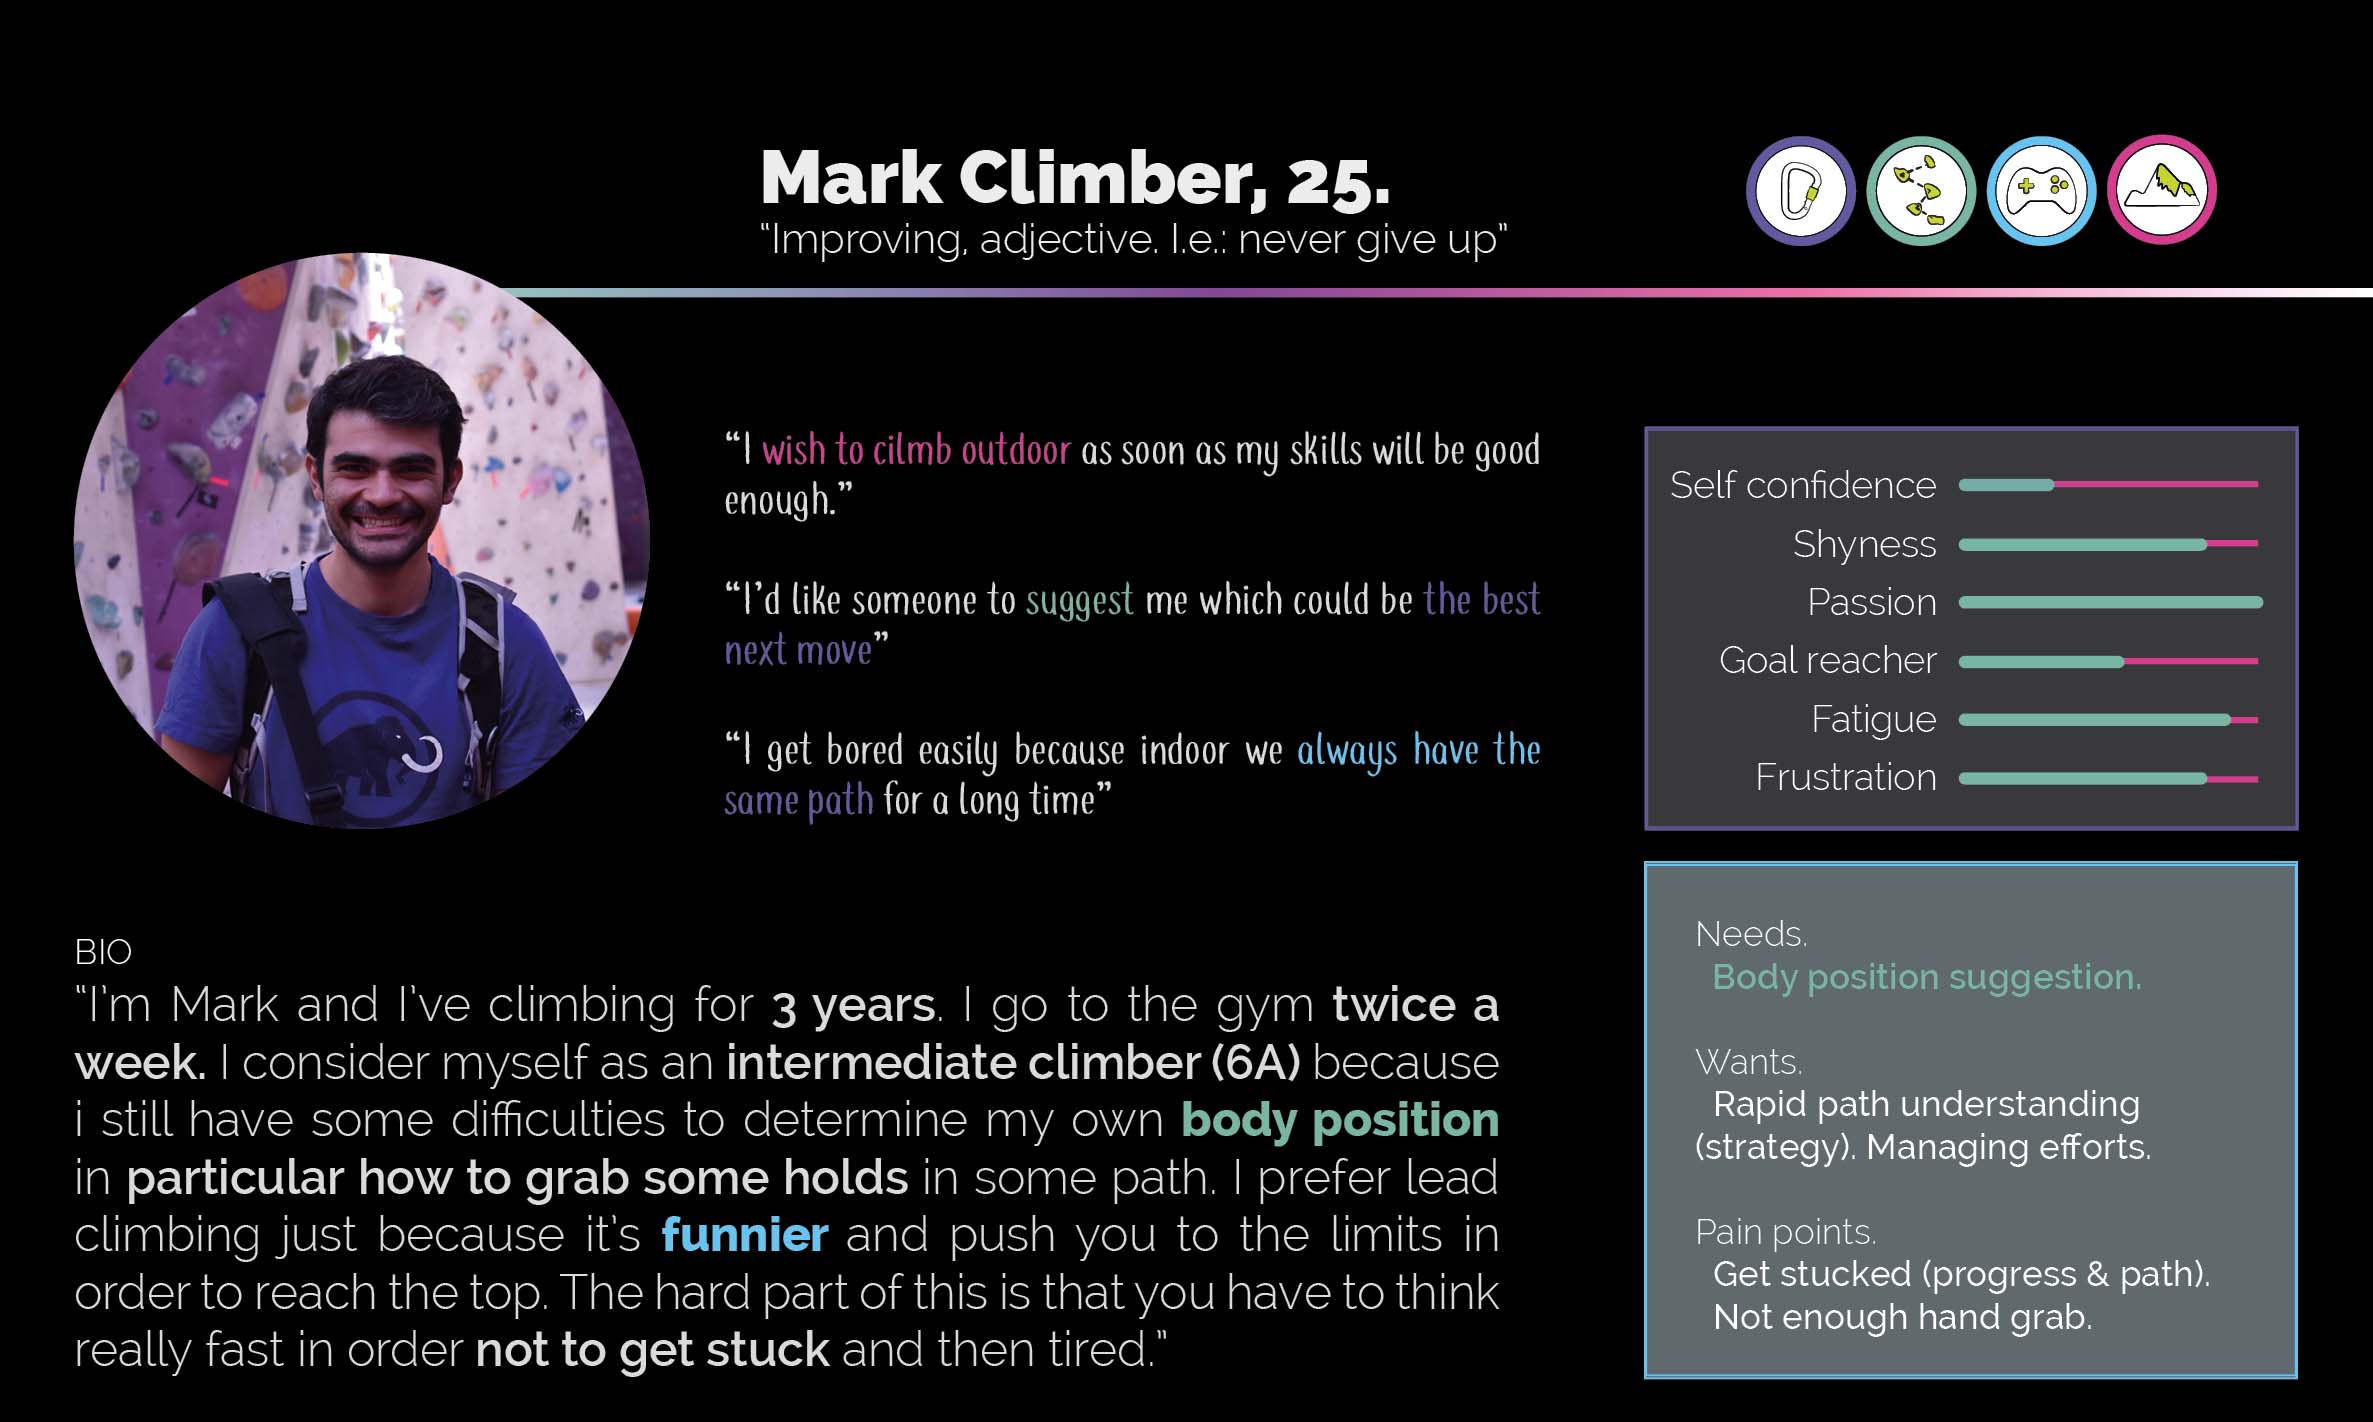 Mark Climber, 25.
“Improving, adjective. I.e.: never give up”
“I wish to cilmb outdoor as soon as my skills will be good
enough.”
“I’d like someone to suggest me which could be the best
next move”
“I get bored easily because indoor we always have the
same path for a long time”
Self confidence
Shyness
Passion
Goal reacher
Fatigue
Frustration
BIO
“I’m Mark and I’ve climbing for 3 years. I go to the gym twice a
week. I consider myself as an intermediate climber (6A) because
i still have some difficulties to determine my own body position
in particular how to grab some holds in some path. I prefer lead
climbing just because it’s funnier and push you to the limits in
order to reach the top. The hard part of this is that you have to think
really fast in order not to get stuck and then tired.”
Needs.
Body position suggestion.
Wants.
Rapid path understanding
(strategy). Managing efforts.
Pain points.
Get stucked (progress & path).
Not enough hand grab.